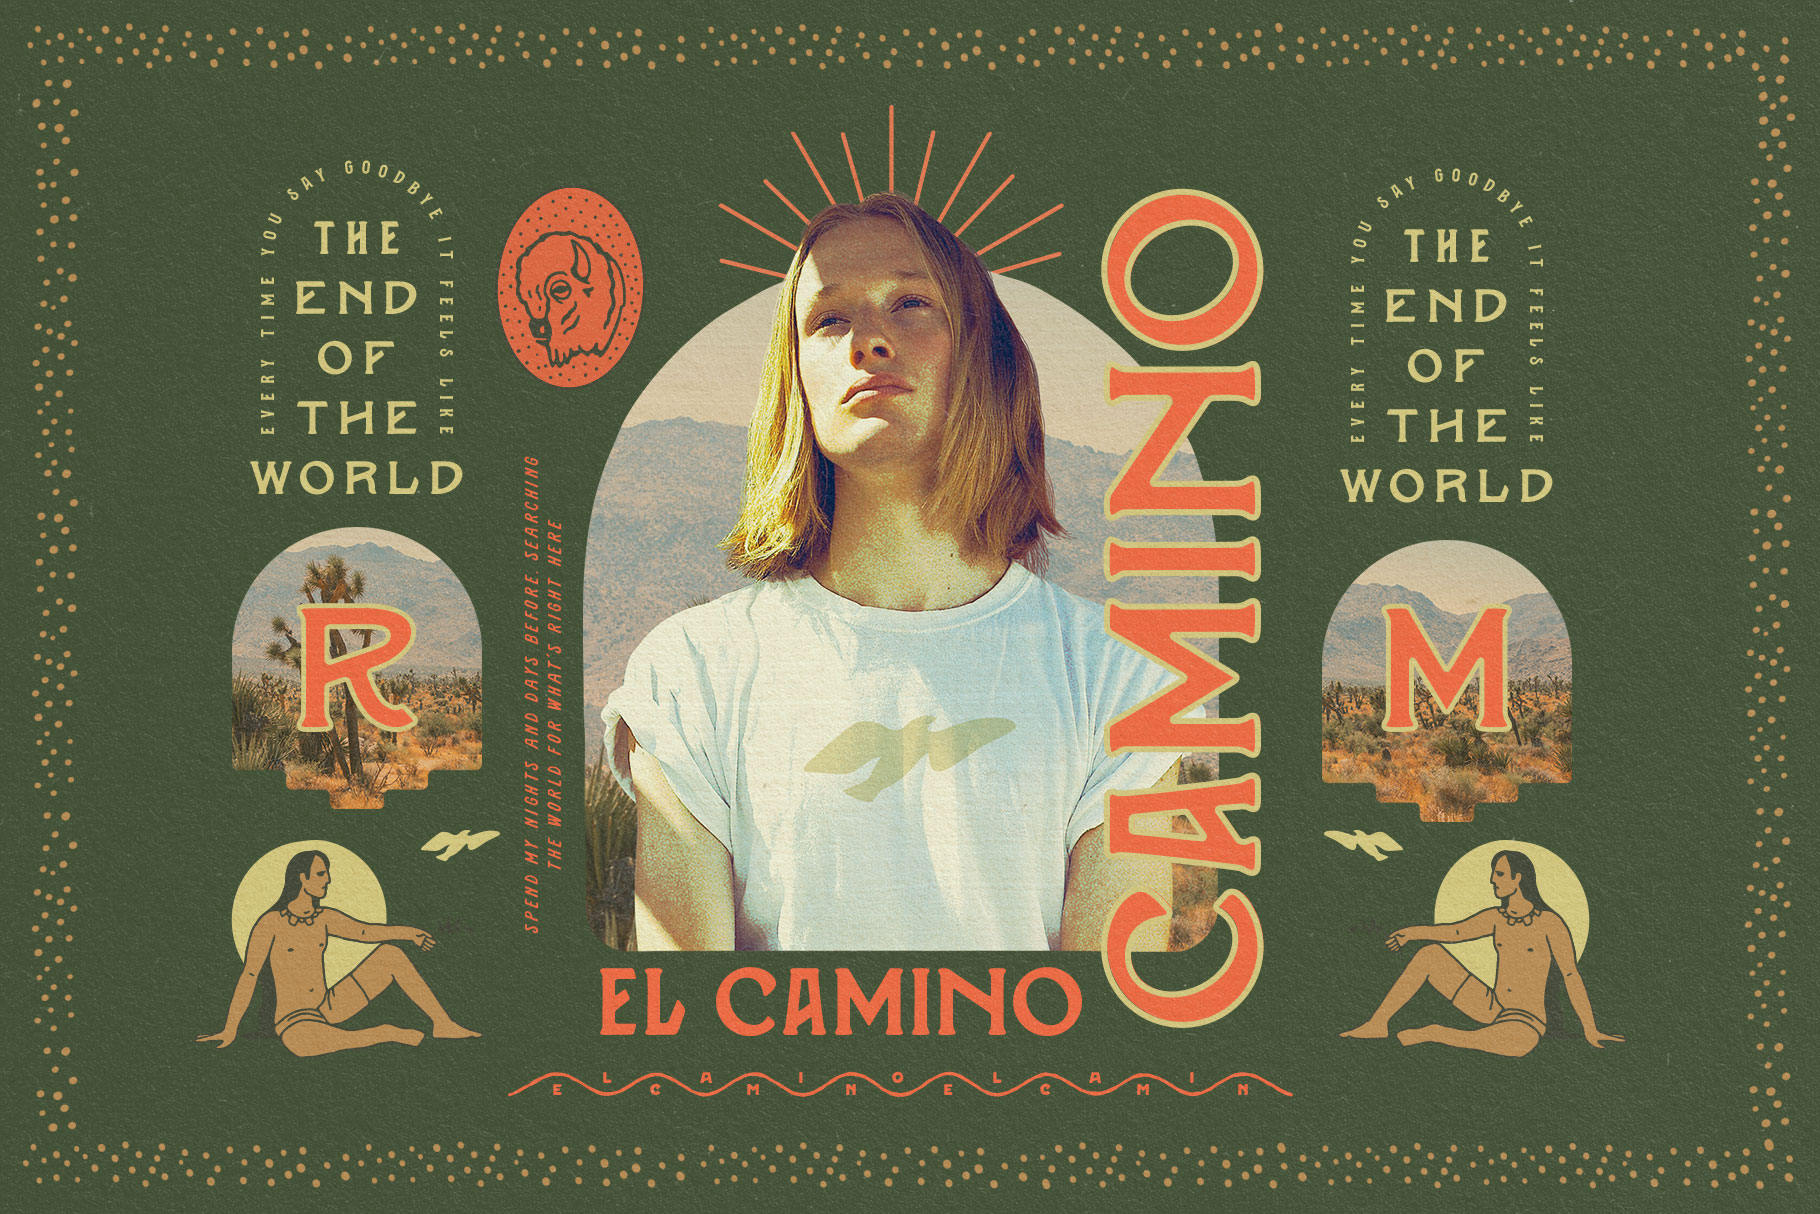 EVERY TIME YOU SAY GOODBYE IT FEELS LIKE
THE
END
OF
THE
WORLD
R
SPEND MY NIGHTS AND DAYS BEFORE SEARCHING
THE WORLD FOR WHAT'S RIGHT HERE
CAMINO
EL CAMINO
ELCAMINOELCAMIN
EVERY TIME YOU SAY GOODBYE IT FEELS LIKE
THE
END
OF
THE
WORLD
M